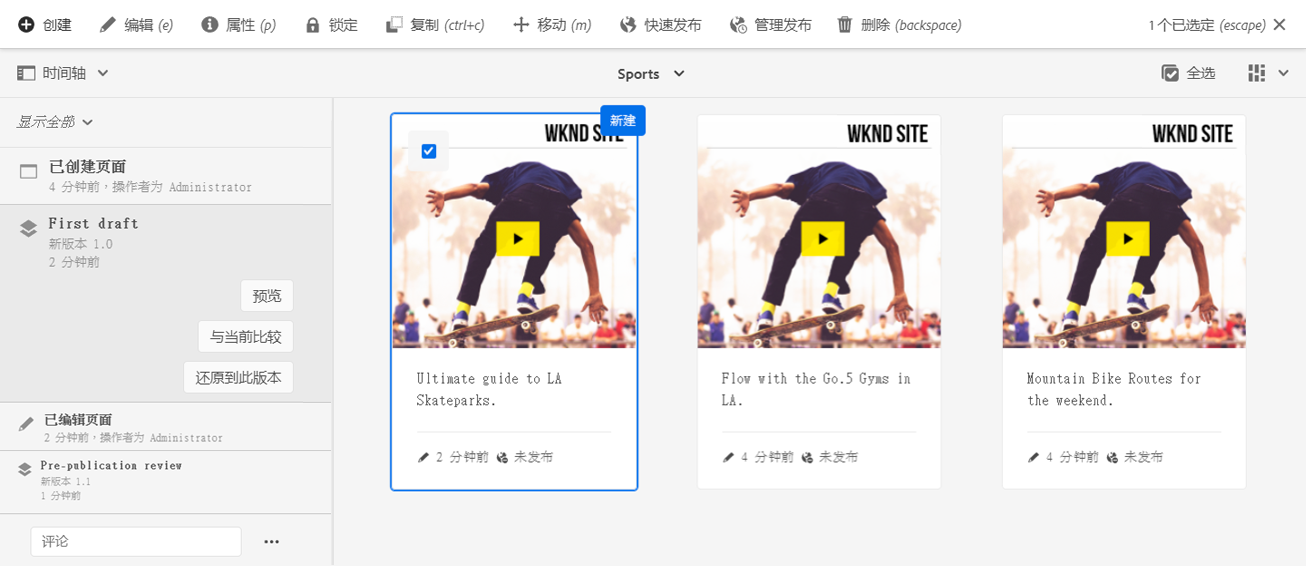 创建 编辑 (e) 属性 (p) 锁定 复制 (ctrl+c) 移动 (m) 快速发布 管理发布 删除 (backspace) 1个已选定 (escape)
时间轴 Sports 全选
显示全部
已创建页面
4 分钟前，操作者为 Administrator
First draft
新版本 1.0
2 分钟前
预览
与当前比较
还原到此版本
已编辑页面
2 分钟前，操作者为 Administrator
Pre-publication review
新版本 1.1
1 分钟前
评论
新建
WKND SITE
Ultimate guide to LA
Skateparks.
2 分钟前 未发布
WKND SITE
Flow with the Go.5 Gyms in
LA.
4 分钟前 未发布
WKND SITE
Mountain Bike Routes for
the weekend.
4 分钟前 未发布